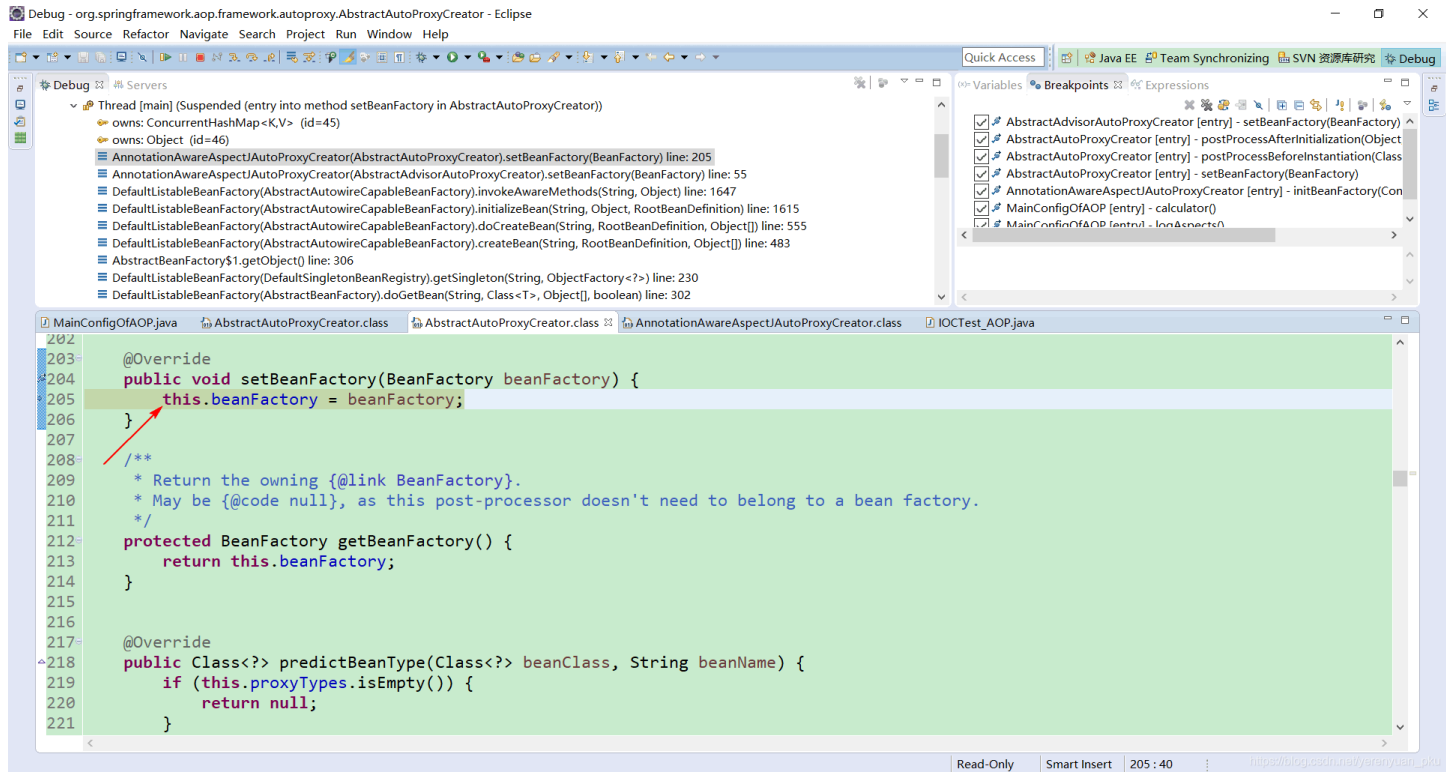 Debug - org.springframework.aop.framework.autoproxy.AbstractAutoProxyCreator - Eclipse
File Edit Source Refactor Navigate Search Project Run Window Help
Quick Access Java EE Team Synchronizing SVN 资源库研究 Debug
Debug Servers
Thread [main] (Suspended (entry into method setBeanFactory in AbstractAutoProxyCreator))
owns: ConcurrentHashMap<K,V> (id=45)
owns: Object (id=46)
AnnotationAwareAspectJAutoProxyCreator(AbstractAutoProxyCreator).setBeanFactory(BeanFactory) line: 205
AnnotationAwareAspectJAutoProxyCreator(AbstractAdvisorAutoProxyCreator).setBeanFactory(BeanFactory) line: 55
DefaultListableBeanFactory(AbstractAutowireCapableBeanFactory).invokeAwareMethods(String, Object) line: 1647
DefaultListableBeanFactory(AbstractAutowireCapableBeanFactory).initializeBean(String, Object, RootBeanDefinition) line: 1615
DefaultListableBeanFactory(AbstractAutowireCapableBeanFactory).doCreateBean(String, RootBeanDefinition, Object[]) line: 555
DefaultListableBeanFactory(AbstractAutowireCapableBeanFactory).createBean(String, RootBeanDefinition, Object[]) line: 483
AbstractBeanFactory$1.getObject() line: 306
DefaultListableBeanFactory(DefaultSingletonBeanRegistry).getSingleton(String, ObjectFactory<?>) line: 230
DefaultListableBeanFactory(AbstractBeanFactory).doGetBean(String, Class<T>, Object[], boolean) line: 302
(x)= Variables Breakpoints Expressions
AbstractAdvisorAutoProxyCreator [entry] - setBeanFactory(BeanFactory)
AbstractAutoProxyCreator [entry] - postProcessAfterInitialization(Object
AbstractAutoProxyCreator [entry] - postProcessBeforeInstantiation(Class
AbstractAutoProxyCreator [entry] - setBeanFactory(BeanFactory)
AnnotationAwareAspectJAutoProxyCreator [entry] - initBeanFactory(Con
MainConfigOfAOP [entry] - calculator()
MainConfigOfAOP [entry] - logAspects()
MainConfigOfAOP.java AbstractAutoProxyCreator.class AbstractAutoProxyCreator.class AnnotationAwareAspectJAutoProxyCreator.class IOCTest_AOP.java
202
203 @Override
204 public void setBeanFactory(BeanFactory beanFactory) {
205 this.beanFactory = beanFactory;
206 }
207
208 /**
209 * Return the owning {@link BeanFactory}.
210 * May be {@code null}, as this post-processor doesn't need to belong to a bean factory.
211 */
212 protected BeanFactory getBeanFactory() {
213 return this.beanFactory;
214 }
215
216
217 @Override
218 public Class<?> predictBeanType(Class<?> beanClass, String beanName) {
219 if (this.proxyTypes.isEmpty()) {
220 return null;
221 }
Read-Only Smart Insert 205 : 40
https://blog.csdn.net/yerenyuan_pku